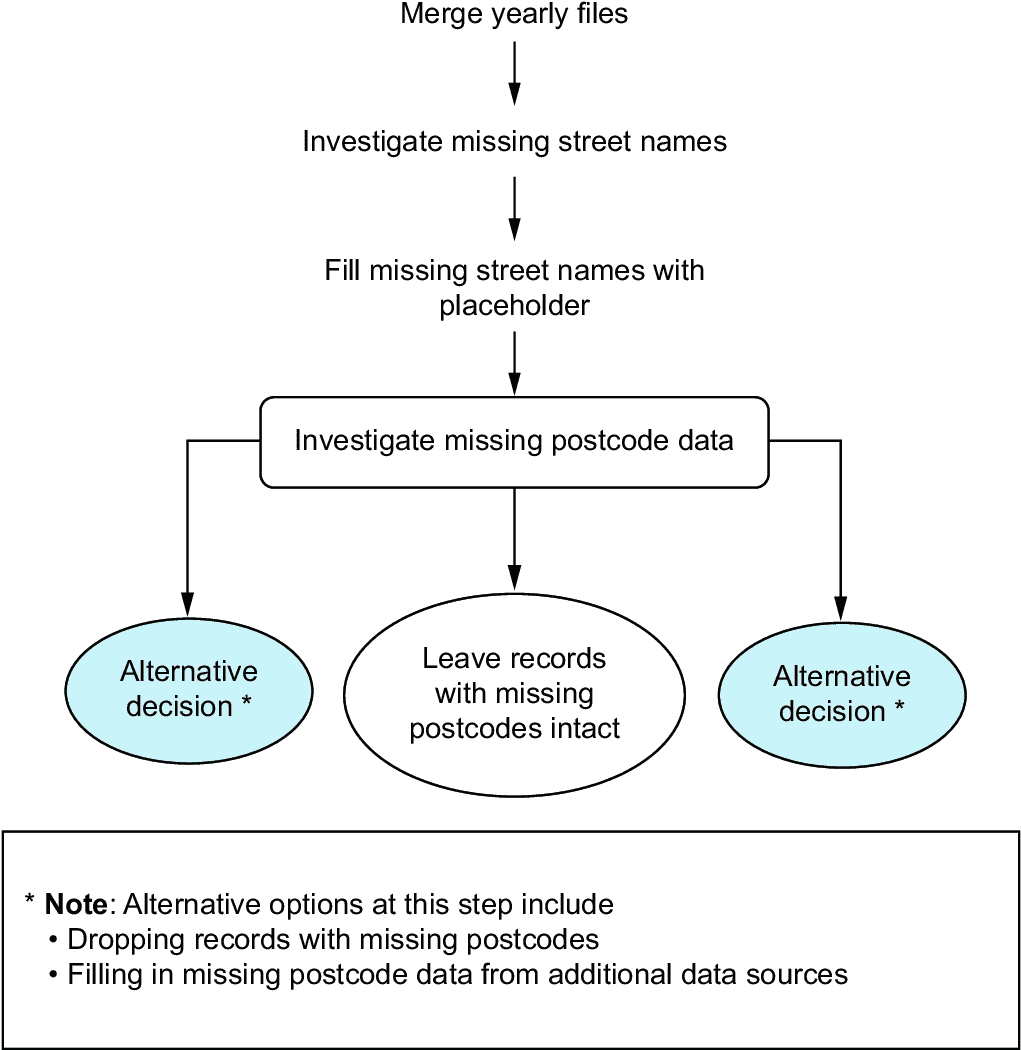 Merge yearly files
Investigate missing street names
Fill missing street names with
placeholder
Investigate missing postcode data
Alternative
decision *
Leave records
with missing
postcodes intact
Alternative
decision *
* Note: Alternative options at this step include
• Dropping records with missing postcodes
• Filling in missing postcode data from additional data sources